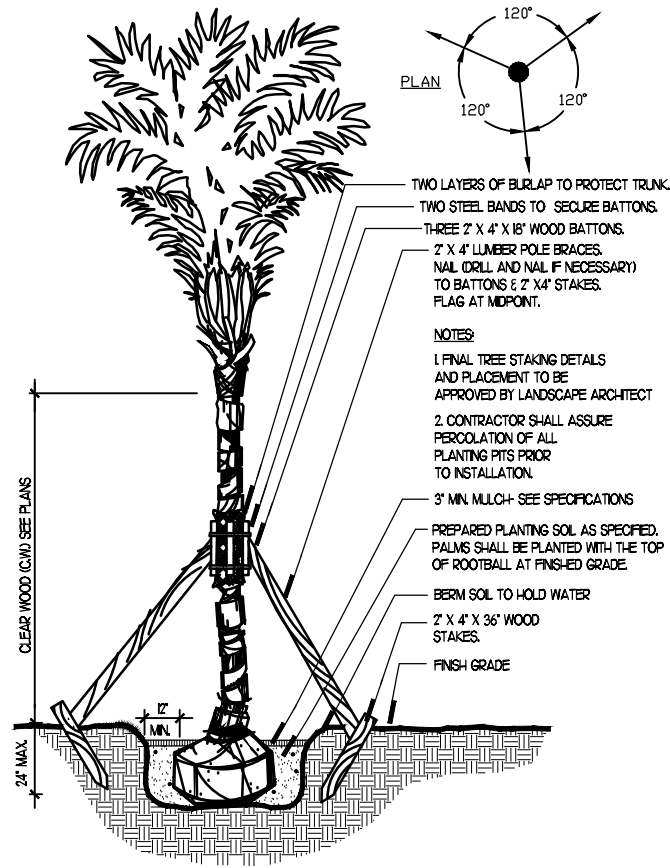 120°
PLAN
120°
120°
TWO LAYERS OF BURLAP TO PROTECT TRUNK.
TWO STEEL BANDS TO SECURE BATTONS.
THREE 2" X 4" X 18" WOOD BATTONS.
2" X 4" LUMBER POLE BRACES.
NAIL (DRILL AND NAIL IF NECESSARY)
TO BATTONS & 2" X4" STAKES.
FLAG AT MIDPOINT.
NOTES:
1. FINAL TREE STAKING DETAILS
AND PLACEMENT TO BE
APPROVED BY LANDSCAPE ARCHITECT
2. CONTRACTOR SHALL ASSURE
PERCOLATION OF ALL
PLANTING PITS PRIOR
TO INSTALLATION.
3" MIN. MULCH- SEE SPECIFICATIONS
PREPARED PLANTING SOIL AS SPECIFIED.
PALMS SHALL BE PLANTED WITH THE TOP
OF ROOTBALL AT FINISHED GRADE.
BERM SOIL TO HOLD WATER
2" X 4" X 36" WOOD
STAKES.
FINISH GRADE
CLEAR WOOD (C.W.) SEE PLANS
12"
MIN.
24" MAX.